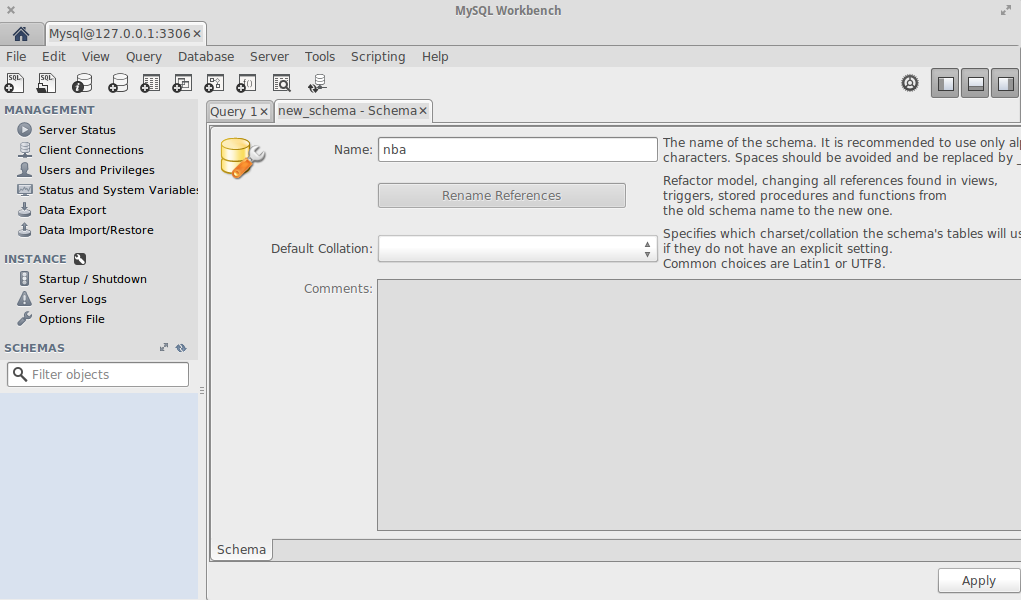 MySQL Workbench
Mysql@127.0.0.1:3306
File Edit View Query Database Server Tools Scripting Help
MANAGEMENT
Server Status
Client Connections
Users and Privileges
Status and System Variables
Data Export
Data Import/Restore
INSTANCE
Startup / Shutdown
Server Logs
Options File
SCHEMAS
Filter objects
Query 1
new_schema - Schema
Name:
nba
The name of the schema. It is recommended to use only alp
characters. Spaces should be avoided and be replaced by _
Rename References
Refactor model, changing all references found in views,
triggers, stored procedures and functions from
the old schema name to the new one.
Default Collation:
Specifies which charset/collation the schema's tables will us
if they do not have an explicit setting.
Common choices are Latin1 or UTF8.
Comments:
Schema
Apply